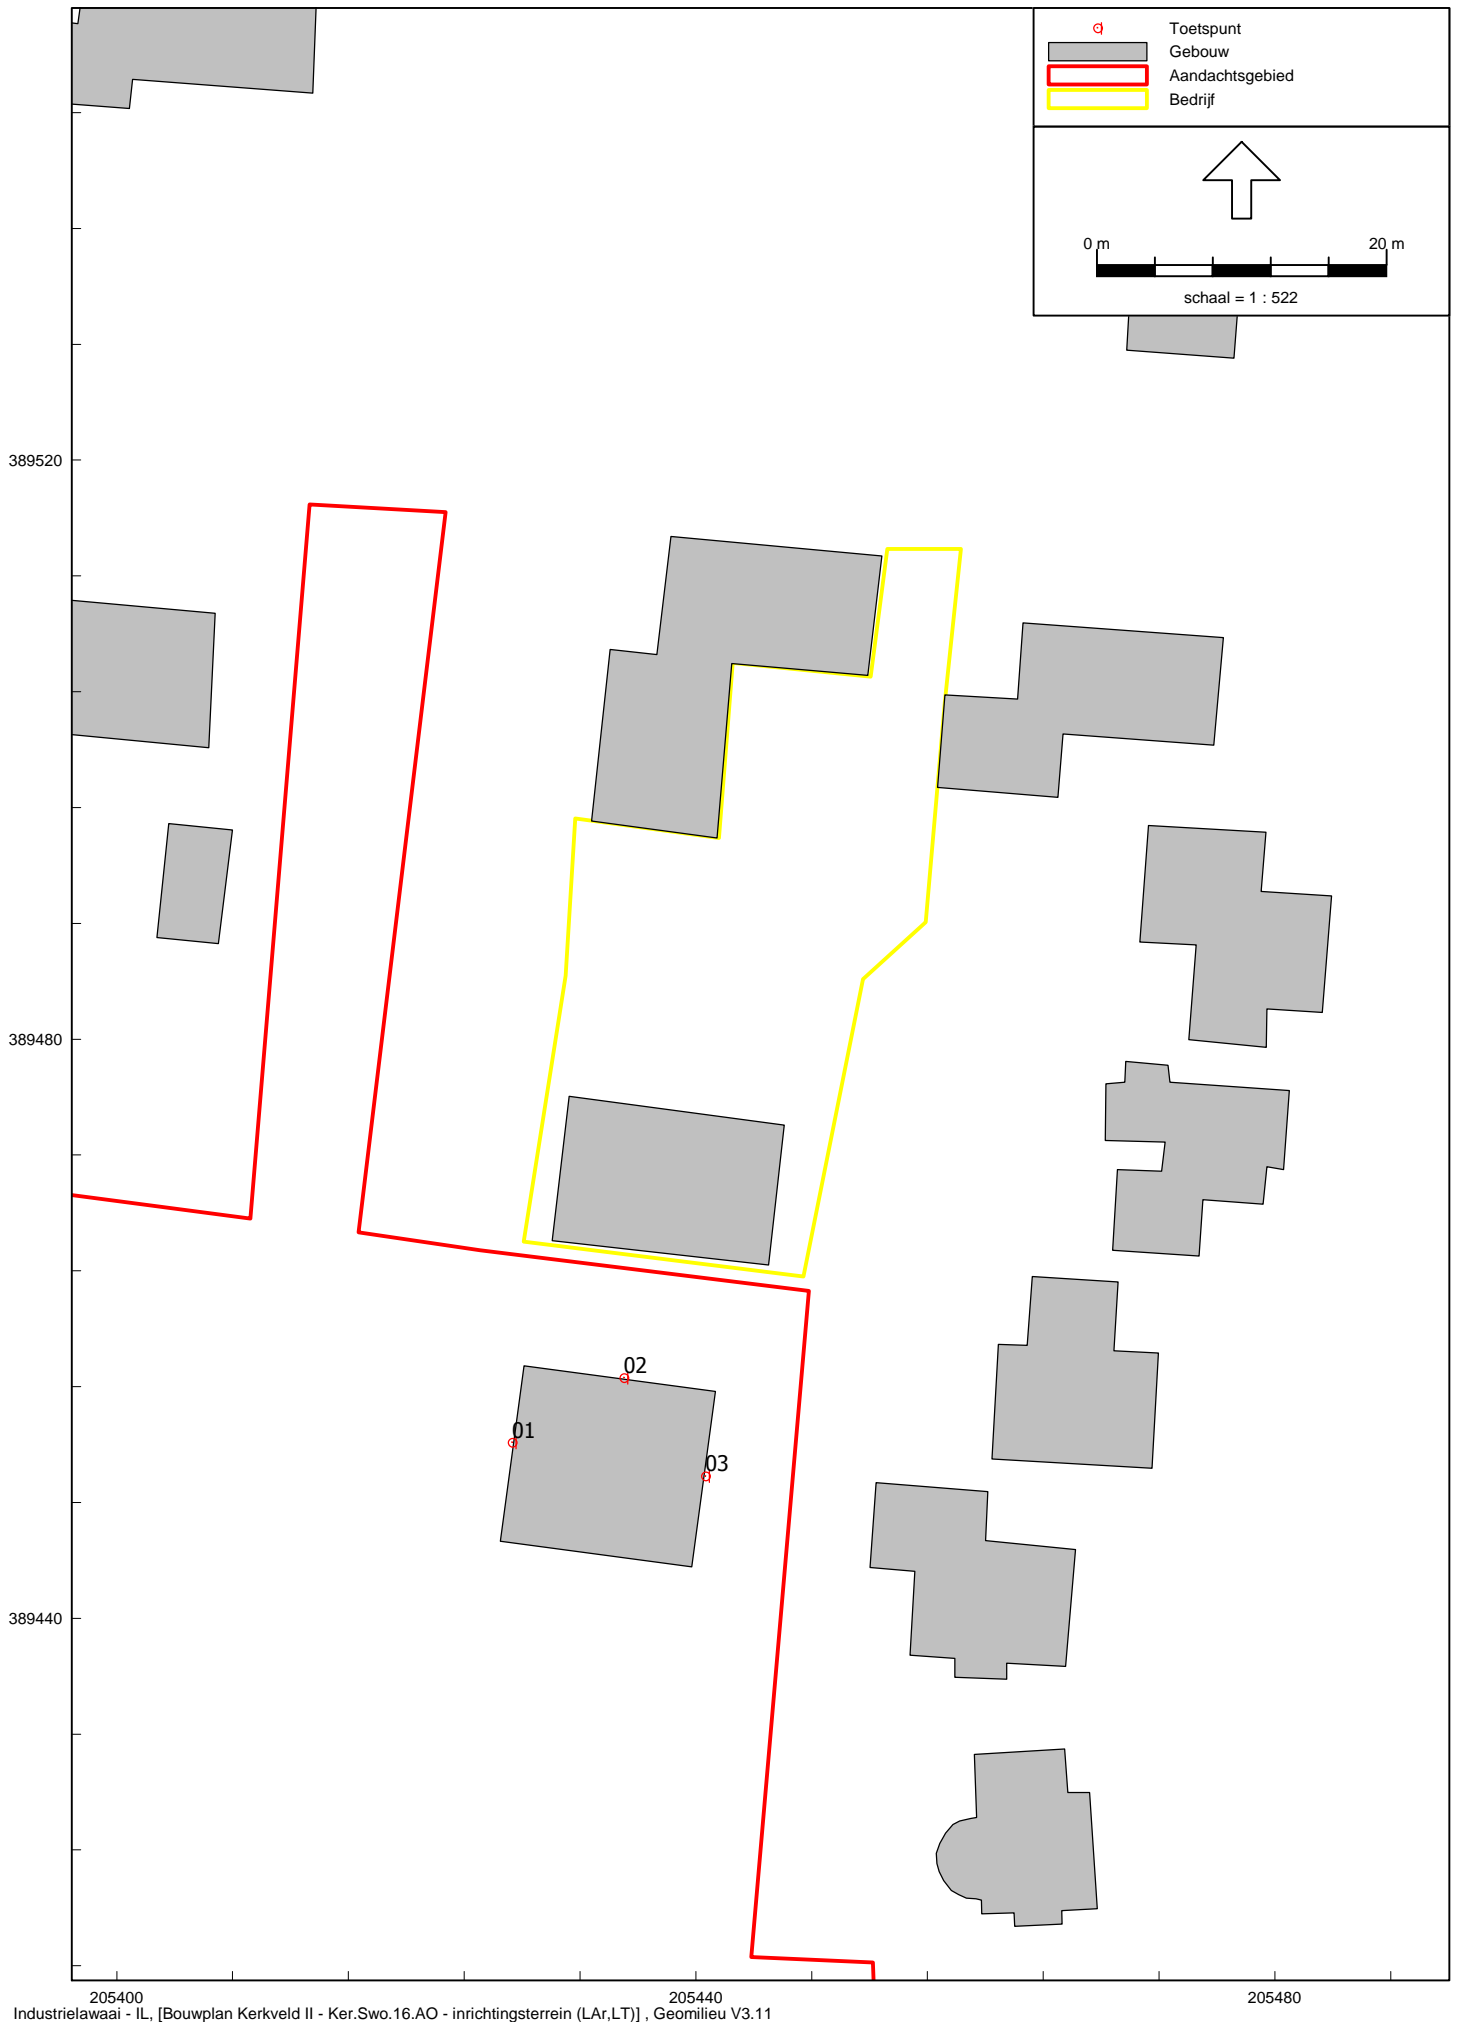 Toetspunt
Gebouw
Aandachtsgebied
Bedrijf
0 m 20 m
schaal = 1 : 522
389520
389480
02
01
03
389440
205400 205440 205480
Industrielawaai - IL, [Bouwplan Kerkveld II - Ker.Swo.16.AO - inrichtingsterrein (LAr,LT)] , Geomilieu V3.11